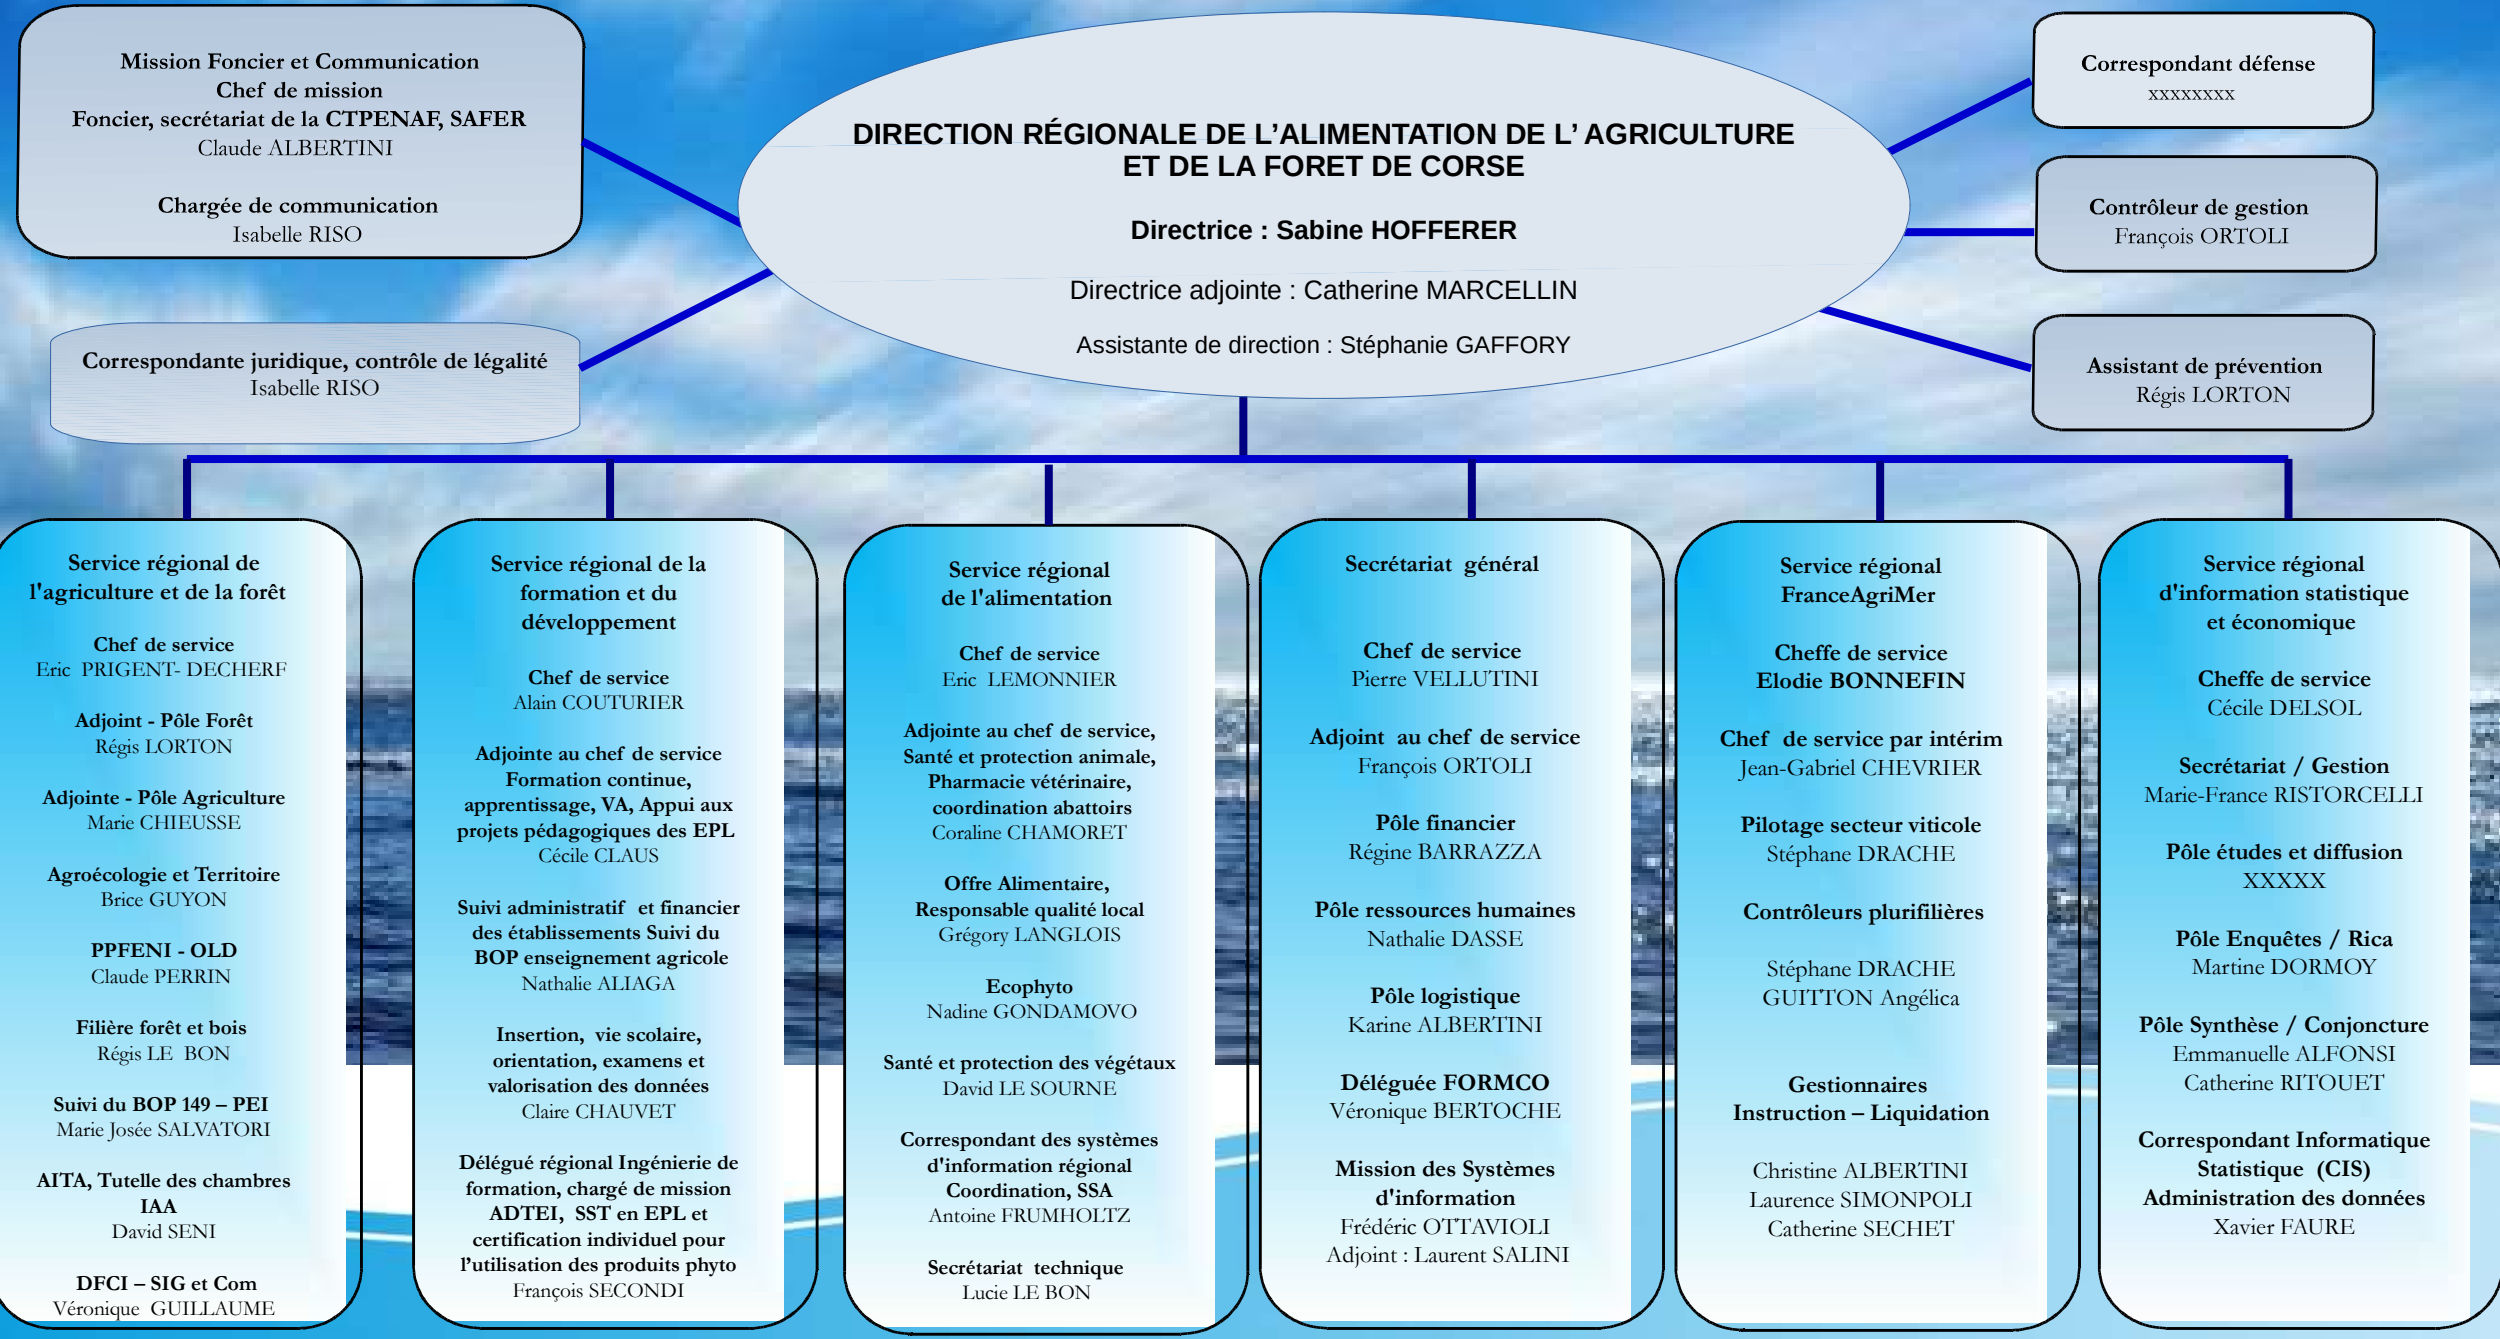 Mission Foncier et Communication
Chef de mission
Foncier, secrétariat de la CTPENAF, SAFER
Claude ALBERTINI
Chargée de communication
Isabelle RISO
Correspondante juridique, contrôle de légalité
Isabelle RISO
DIRECTION RÉGIONALE DE L’ALIMENTATION DE L’ AGRICULTURE
ET DE LA FORET DE CORSE
Directrice : Sabine HOFFERER
Directrice adjointe : Catherine MARCELLIN
Assistante de direction : Stéphanie GAFFORY
Correspondant défense
xxxxxxxx
Contrôleur de gestion
François ORTOLI
Assistant de prévention
Régis LORTON
Service régional de
l'agriculture et de la forêt
Chef de service
Eric PRIGENT- DECHERF
Adjoint - Pôle Forêt
Régis LORTON
Adjointe - Pôle Agriculture
Marie CHIEUSSE
Agroécologie et Territoire
Brice GUYON
PPFENI - OLD
Claude PERRIN
Filière forêt et bois
Régis LE BON
Suivi du BOP 149 – PEI
Marie Josée SALVATORI
AITA, Tutelle des chambres
IAA
David SENI
DFCI – SIG et Com
Véronique GUILLAUME
Service régional de la
formation et du
développement
Chef de service
Alain COUTURIER
Adjointe au chef de service
Formation continue,
apprentissage, VA, Appui aux
projets pédagogiques des EPL
Cécile CLAUS
Suivi administratif et financier
des établissements Suivi du
BOP enseignement agricole
Nathalie ALIAGA
Insertion, vie scolaire,
orientation, examens et
valorisation des données
Claire CHAUVET
Délégué régional Ingénierie de
formation, chargé de mission
ADTEI, SST en EPL et
certification individuel pour
l’utilisation des produits phyto
François SECONDI
Service régional
de l'alimentation
Chef de service
Eric LEMONNIER
Adjointe au chef de service,
Santé et protection animale,
Pharmacie vétérinaire,
coordination abattoirs
Coraline CHAMORET
Offre Alimentaire,
Responsable qualité local
Grégory LANGLOIS
Ecophyto
Nadine GONDAMOVO
Santé et protection des végétaux
David LE SOURNE
Correspondant des systèmes
d'information régional
Coordination, SSA
Antoine FRUMHOLTZ
Secrétariat technique
Lucie LE BON
Secrétariat général
Chef de service
Pierre VELLUTINI
Adjoint au chef de service
François ORTOLI
Pôle financier
Régine BARRAZZA
Pôle ressources humaines
Nathalie DASSE
Pôle logistique
Karine ALBERTINI
Déléguée FORMCO
Véronique BERTOCHE
Mission des Systèmes
d'information
Frédéric OTTAVIOLI
Adjoint : Laurent SALINI
Service régional
FranceAgriMer
Cheffe de service
Elodie BONNEFIN
Chef de service par intérim
Jean-Gabriel CHEVRIER
Pilotage secteur viticole
Stéphane DRACHE
Contrôleurs plurifilières
Stéphane DRACHE
GUITTON Angélica
Gestionnaires
Instruction – Liquidation
Christine ALBERTINI
Laurence SIMONPOLI
Catherine SECHET
Service régional
d'information statistique
et économique
Cheffe de service
Cécile DELSOL
Secrétariat / Gestion
Marie-France RISTORCELLI
Pôle études et diffusion
XXXXX
Pôle Enquêtes / Rica
Martine DORMOY
Pôle Synthèse / Conjoncture
Emmanuelle ALFONSI
Catherine RITOUET
Correspondant Informatique
Statistique (CIS)
Administration des données
Xavier FAURE